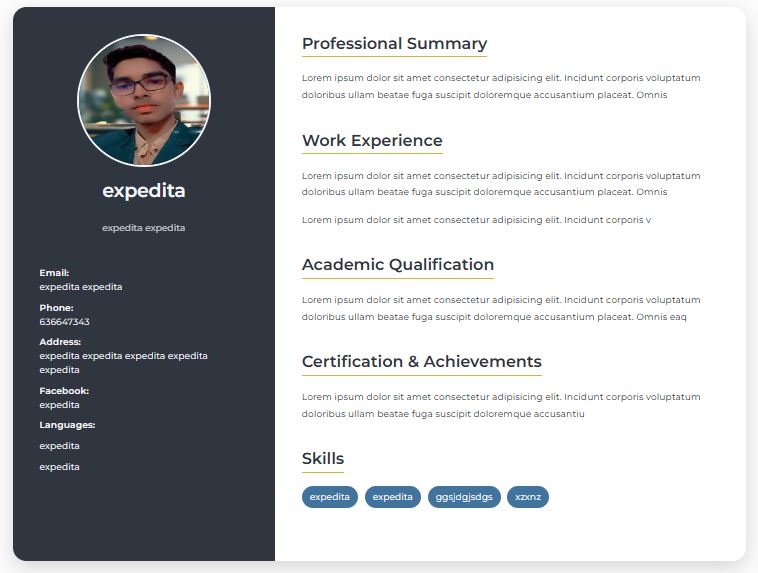 expedita
expedita expedita
Email:
expedita expedita
Phone:
636647343
Address:
expedita expedita expedita expedita
expedita
Facebook:
expedita
Languages:
expedita
expedita
Professional Summary
Lorem ipsum dolor sit amet consectetur adipisicing elit. Incidunt corporis voluptatum
doloribus ullam beatae fuga suscipit doloremque accusantium placeat. Omnis
Work Experience
Lorem ipsum dolor sit amet consectetur adipisicing elit. Incidunt corporis voluptatum
doloribus ullam beatae fuga suscipit doloremque accusantium placeat. Omnis
Lorem ipsum dolor sit amet consectetur adipisicing elit. Incidunt corporis v
Academic Qualification
Lorem ipsum dolor sit amet consectetur adipisicing elit. Incidunt corporis voluptatum
doloribus ullam beatae fuga suscipit doloremque accusantium placeat. Omnis eaq
Certification & Achievements
Lorem ipsum dolor sit amet consectetur adipisicing elit. Incidunt corporis voluptatum
doloribus ullam beatae fuga suscipit doloremque accusantiu
Skills
expedita expedita ggsjdgjsdgs xzxnz